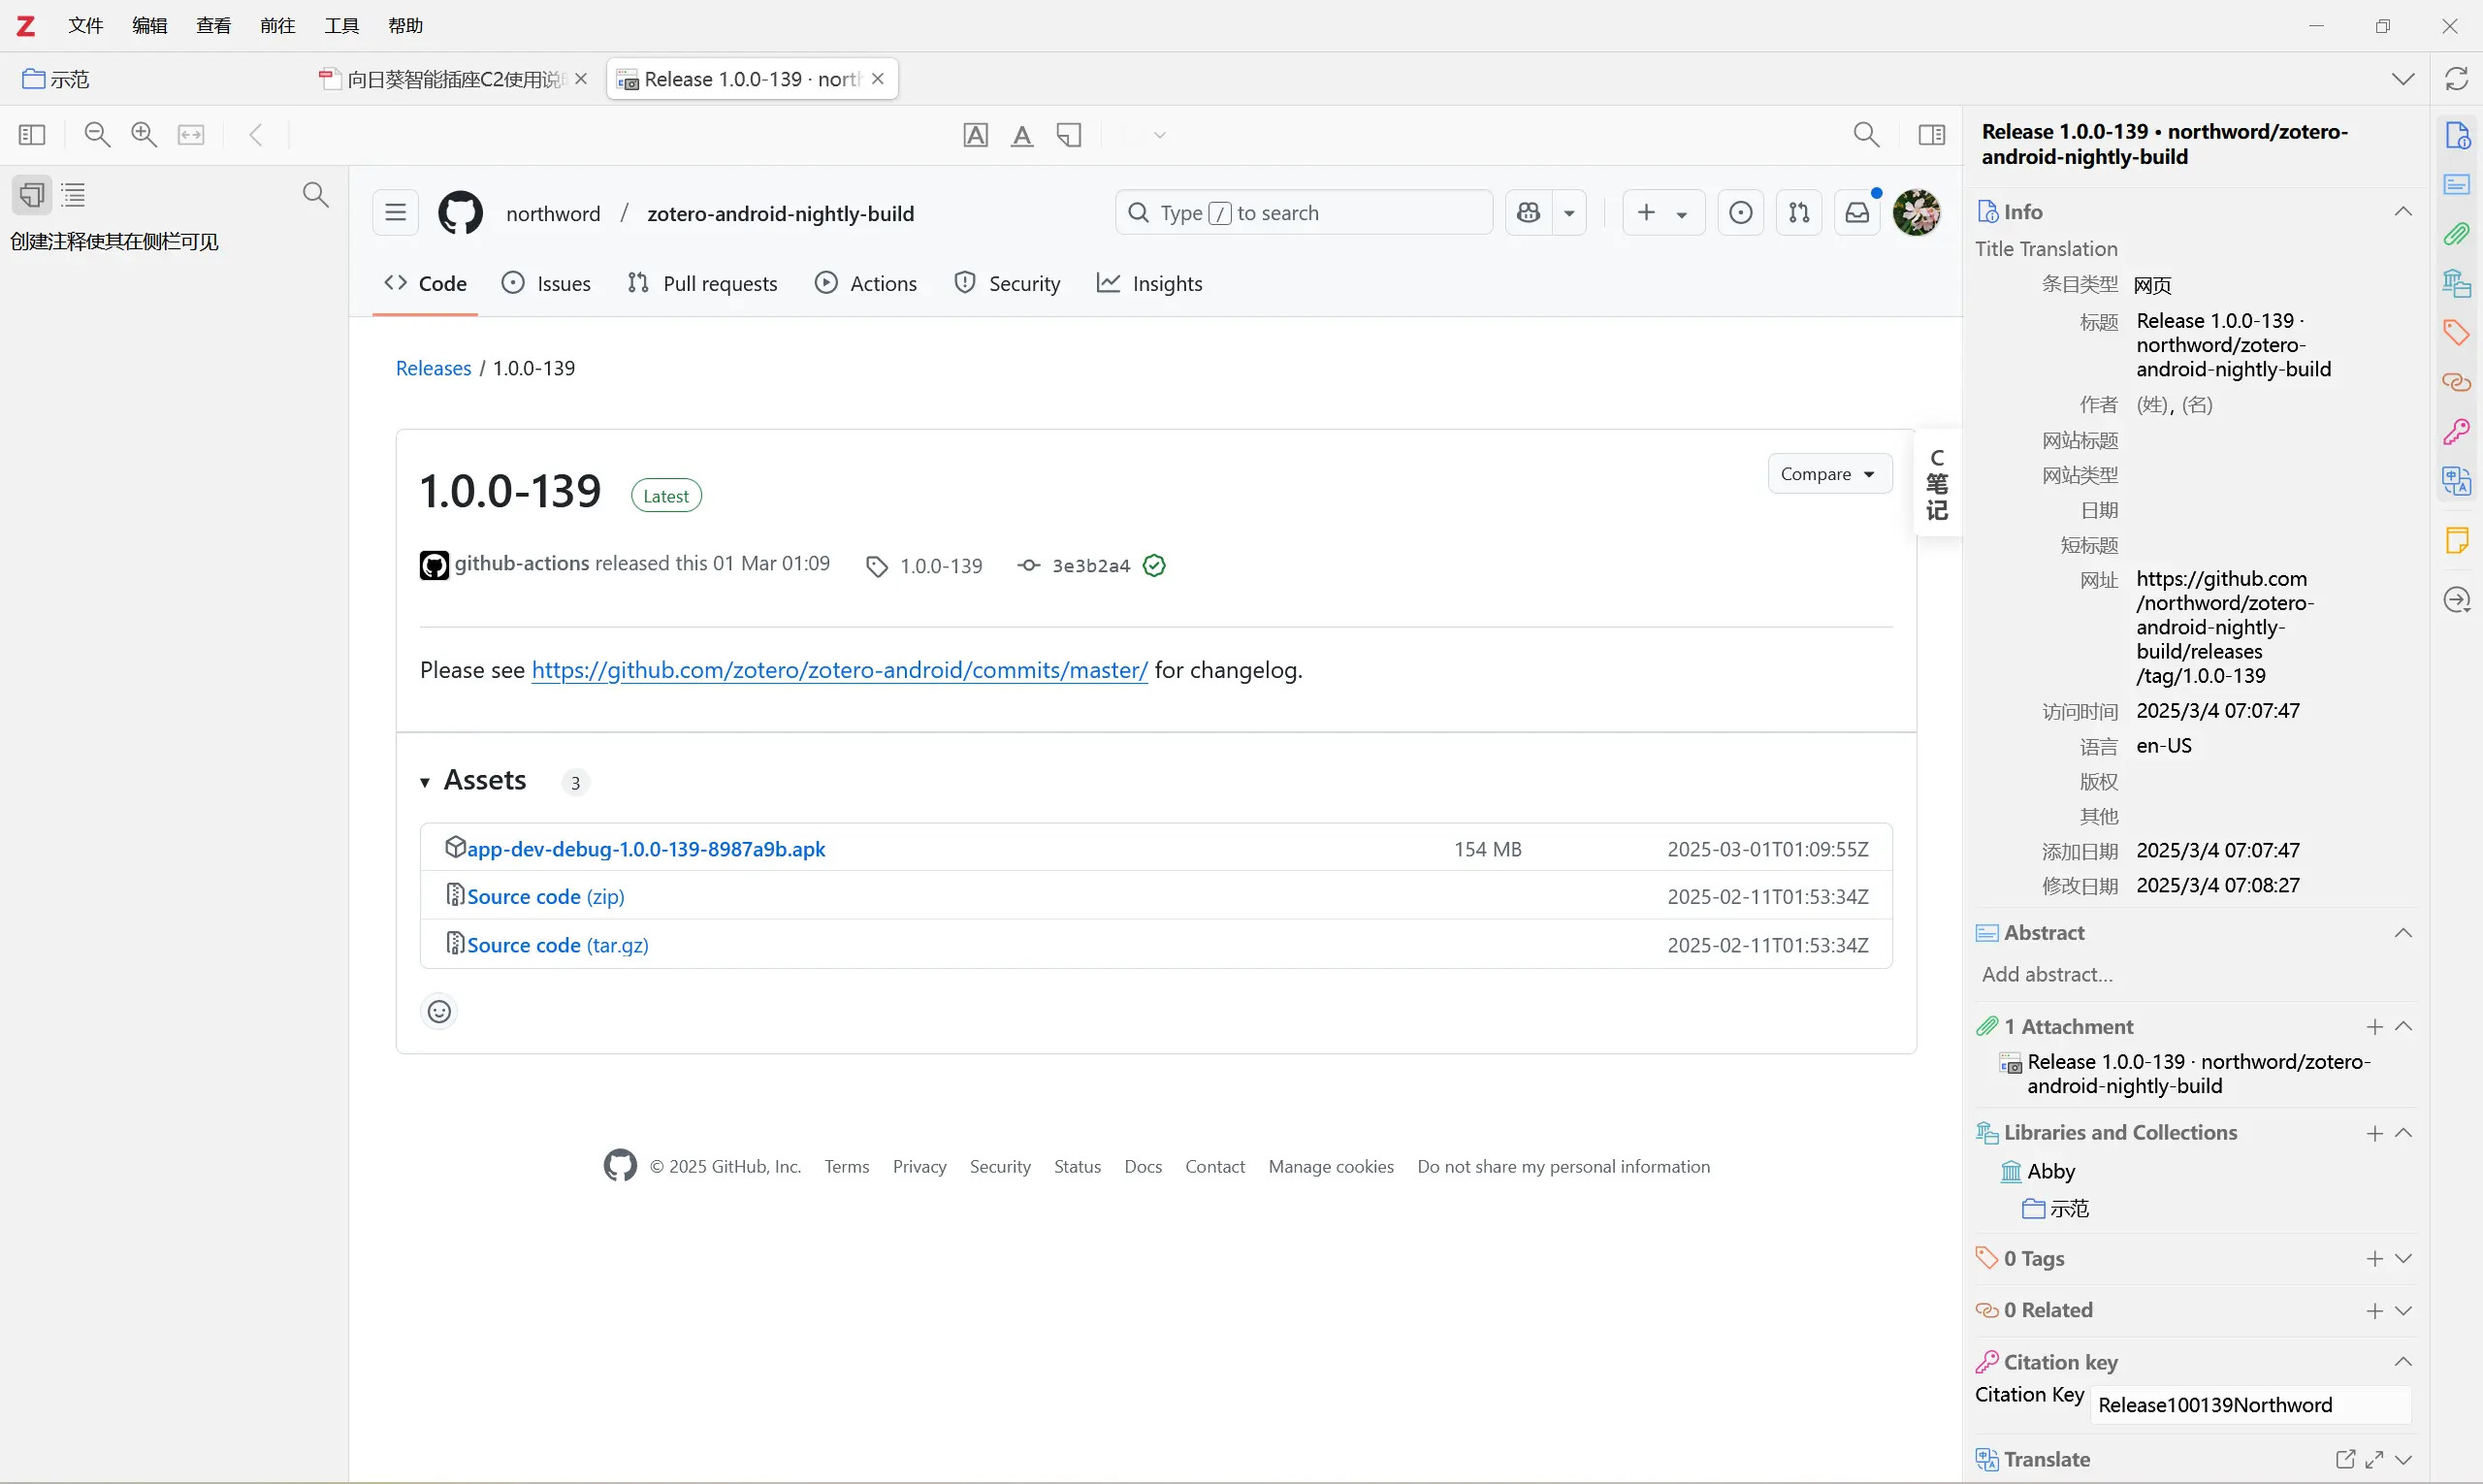 文件 编辑 查看 前往 工具 帮助
示范
向日葵智能插座C2使用说
Release 1.0.0-139 · nort
创建注释使其在侧栏可见
northword / zotero-android-nightly-build
Type / to search
Code Issues Pull requests Actions Security Insights
Releases / 1.0.0-139
1.0.0-139 Latest
Compare
C
笔
记
github-actions released this 01 Mar 01:09 1.0.0-139 3e3b2a4
Please see https://github.com/zotero/zotero-android/commits/master/ for changelog.
Assets 3
app-dev-debug-1.0.0-139-8987a9b.apk 154 MB 2025-03-01T01:09:55Z
Source code (zip) 2025-02-11T01:53:34Z
Source code (tar.gz) 2025-02-11T01:53:34Z
© 2025 GitHub, Inc. Terms Privacy Security Status Docs Contact Manage cookies Do not share my personal information
Release 1.0.0-139 • northword/zotero-
android-nightly-build
Info
Title Translation
条目类型 网页
标题 Release 1.0.0-139 ·
northword/zotero-
android-nightly-build
作者 (姓), (名)
网站标题
网站类型
日期
短标题
网址 https://github.com
/northword/zotero-
android-nightly-
build/releases
/tag/1.0.0-139
访问时间 2025/3/4 07:07:47
语言 en-US
版权
其他
添加日期 2025/3/4 07:07:47
修改日期 2025/3/4 07:08:27
Abstract
Add abstract...
1 Attachment
Release 1.0.0-139 · northword/zotero-
android-nightly-build
Libraries and Collections
Abby
示范
0 Tags
0 Related
Citation key
Citation Key Release100139Northword
Translate